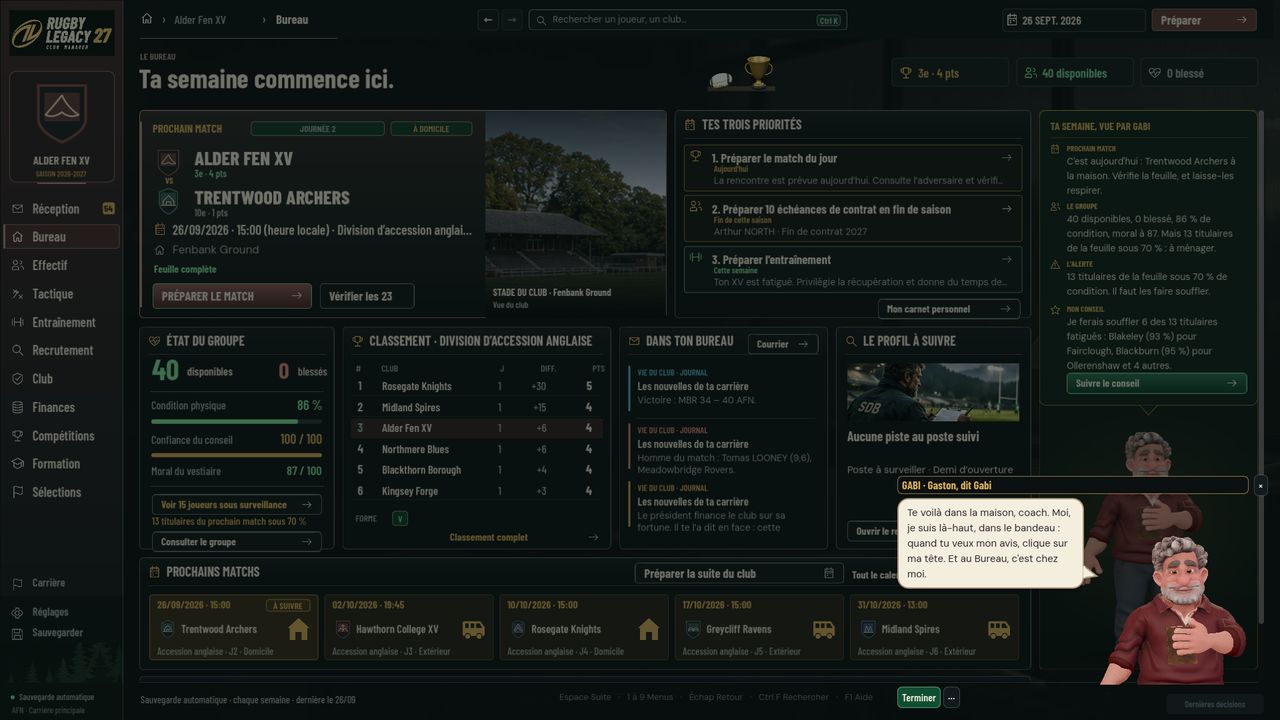 RUGBY
LEGACY 27
CLUB MANAGER
Alder Fen XV
Bureau
Rechercher un joueur, un club...
Ctrl K
26 SEPT. 2026
Préparer
ALDER FEN XV
SAISON 2026-2027
Réception
64
Bureau
Effectif
Tactique
Entraînement
Recrutement
Club
Finances
Compétitions
Formation
Sélections
Carrière
Réglages
Sauvegarder
Sauvegarde automatique
AFN · Carrière principale
LE BUREAU
Ta semaine commence ici.
3e · 4 pts
40 disponibles
0 blessé
PROCHAIN MATCH
JOURNÉE 2
À DOMICILE
ALDER FEN XV
3e · 4 pts
VS
TRENTWOOD ARCHERS
10e · 1 pts
26/09/2026 · 15:00 (heure locale) · Division d'accession anglai...
Fenbank Ground
Feuille complète
PRÉPARER LE MATCH
Vérifier les 23
STADE DU CLUB · Fenbank Ground
Vue du club
TES TROIS PRIORITÉS
1. Préparer le match du jour
Aujourd'hui
La rencontre est prévue aujourd'hui. Consulte l'adversaire et vérifi...
2. Préparer 10 échéances de contrat en fin de saison
Fin de cette saison
Arthur NORTH · Fin de contrat 2027
3. Préparer l'entraînement
Cette semaine
Ton XV est fatigué. Privilégie la récupération et donne du temps de...
Mon carnet personnel
TA SEMAINE, VUE PAR GABI
PROCHAIN MATCH
C'est aujourd'hui : Trentwood Archers à
la maison. Vérifie la feuille, et laisse-les
respirer.
LE GROUPE
40 disponibles, 0 blessé, 86 % de
condition, moral à 87. Mais 13 titulaires
de la feuille sous 70 % : à ménager.
L'ALERTE
13 titulaires de la feuille sous 70 % de
condition. Il faut les faire souffler.
MON CONSEIL
Je ferais souffler 6 des 13 titulaires
fatigués : Blakeley (93 %) pour
Fairclough, Blackburn (95 %) pour
Ollerenshaw et 4 autres.
Suivre le conseil
ÉTAT DU GROUPE
40 disponibles
0 blessés
Condition physique 86 %
Confiance du conseil 100 / 100
Moral du vestiaire 87 / 100
Voir 15 joueurs sous surveillance
13 titulaires du prochain match sous 70 %
Consulter le groupe
CLASSEMENT · DIVISION D'ACCESSION ANGLAISE
# CLUB J DIFF. PTS
1 Rosegate Knights 1 +30 5
2 Midland Spires 1 +15 4
3 Alder Fen XV 1 +6 4
4 Northmere Blues 1 +6 4
5 Blackthorn Borough 1 +4 4
6 Kingsey Forge 1 +3 4
FORME V
Classement complet
DANS TON BUREAU
Courrier
VIE DU CLUB · JOURNAL
Les nouvelles de ta carrière
Victoire : MBR 34 – 40 AFN.
VIE DU CLUB · JOURNAL
Les nouvelles de ta carrière
Homme du match : Tomas LOONEY (9,6),
Meadowbridge Rovers.
VIE DU CLUB · JOURNAL
Les nouvelles de ta carrière
Le président finance le club sur sa
fortune. Il te l'a dit en face : cette
LE PROFIL À SUIVRE
SDB
Aucune piste au poste suivi
Poste à surveiller · Demi d'ouverture
Ouvrir le re
GABI · Gaston, dit Gabi
×
Te voilà dans la maison, coach. Moi,
je suis là-haut, dans le bandeau :
quand tu veux mon avis, clique sur
ma tête. Et au Bureau, c'est chez
moi.
PROCHAINS MATCHS
Préparer la suite du club
Tout le cale
26/09/2026 · 15:00
À SUIVRE
Trentwood Archers
Accession anglaise · J2 · Domicile
02/10/2026 · 19:45
Hawthorn College XV
Accession anglaise · J3 · Extérieur
10/10/2026 · 15:00
Rosegate Knights
Accession anglaise · J4 · Domicile
17/10/2026 · 15:00
Greycliff Ravens
Accession anglaise · J5 · Extérieur
31/10/2026 · 13:00
Midland Spires
Accession anglaise · J6 · Extérieur
Sauvegarde automatique · chaque semaine · dernière le 26/09
Espace Suite · 1 à 9 Menus · Échap Retour · Ctrl F Rechercher · F1 Aide
Terminer
...
Dernières décisions